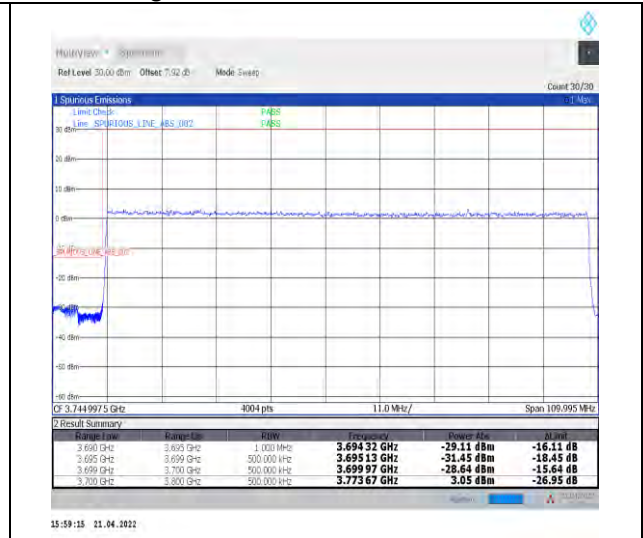 MultiView
Ref Level 30.00 dBm Offset 7.92 dB Mode Sweep
Count 30/30
1 Spurious Emissions
Limit Check PASS
Line _SPURIOUS_LINE_ABS_002 PASS
30 dBm
20 dBm
10 dBm
0 dBm
-20 dBm
-40 dBm
-50 dBm
-60 dBm
CF 3.7449975 GHz 4004 pts 11.0 MHz/ Span 109.995 MHz
2 Result Summary
Range Low Range Up RBW Frequency Power Abs ΔLimit
3.690 GHz 3.695 GHz 1.000 MHz 3.694 32 GHz -29.11 dBm -16.11 dB
3.695 GHz 3.699 GHz 500.000 kHz 3.695 13 GHz -31.45 dBm -18.45 dB
3.699 GHz 3.700 GHz 500.000 kHz 3.699 97 GHz -28.64 dBm -15.64 dB
3.700 GHz 3.800 GHz 500.000 kHz 3.773 67 GHz 3.05 dBm -26.95 dB
15:59:15 21.04.2022